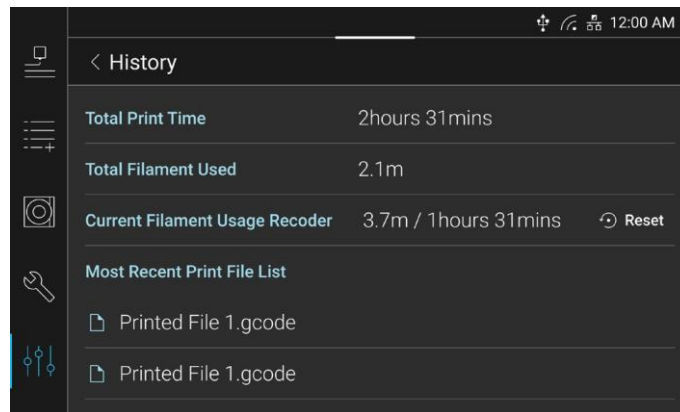 12:00 AM
< History
Total Print Time 2hours 31mins
Total Filament Used 2.1m
Current Filament Usage Recoder 3.7m / 1hours 31mins Reset
Most Recent Print File List
Printed File 1.gcode
Printed File 1.gcode